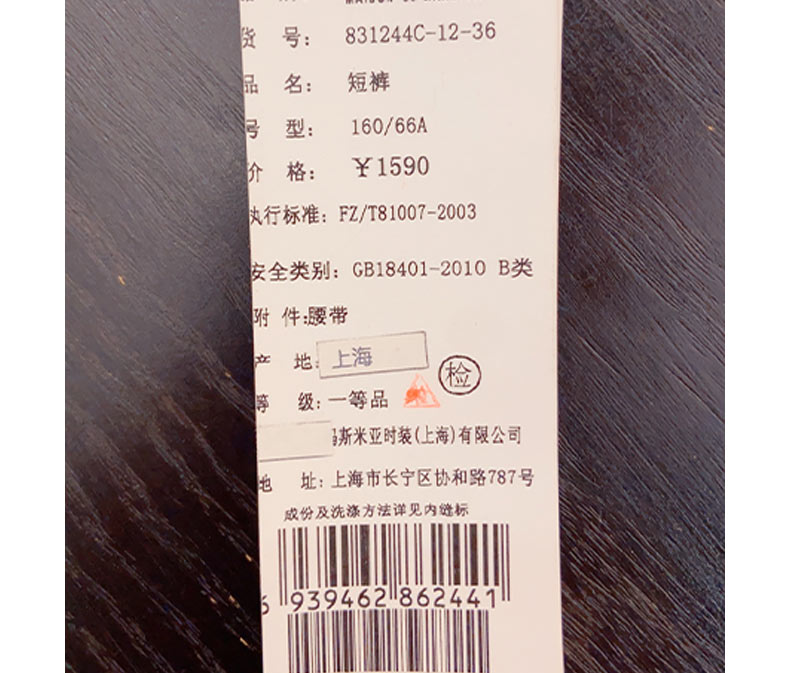 货 号: 831244C-12-36
品 名: 短裤
号 型: 160/66A
价 格: ¥1590
执行标准: FZ/T81007-2003
安全类别: GB18401-2010 B类
附 件:腰带
产 地: 上海
检
等 级: 一等品
玛斯米亚时装(上海)有限公司
地 址: 上海市长宁区协和路787号
成份及洗涤方法详见内缝标
6 939462 862441